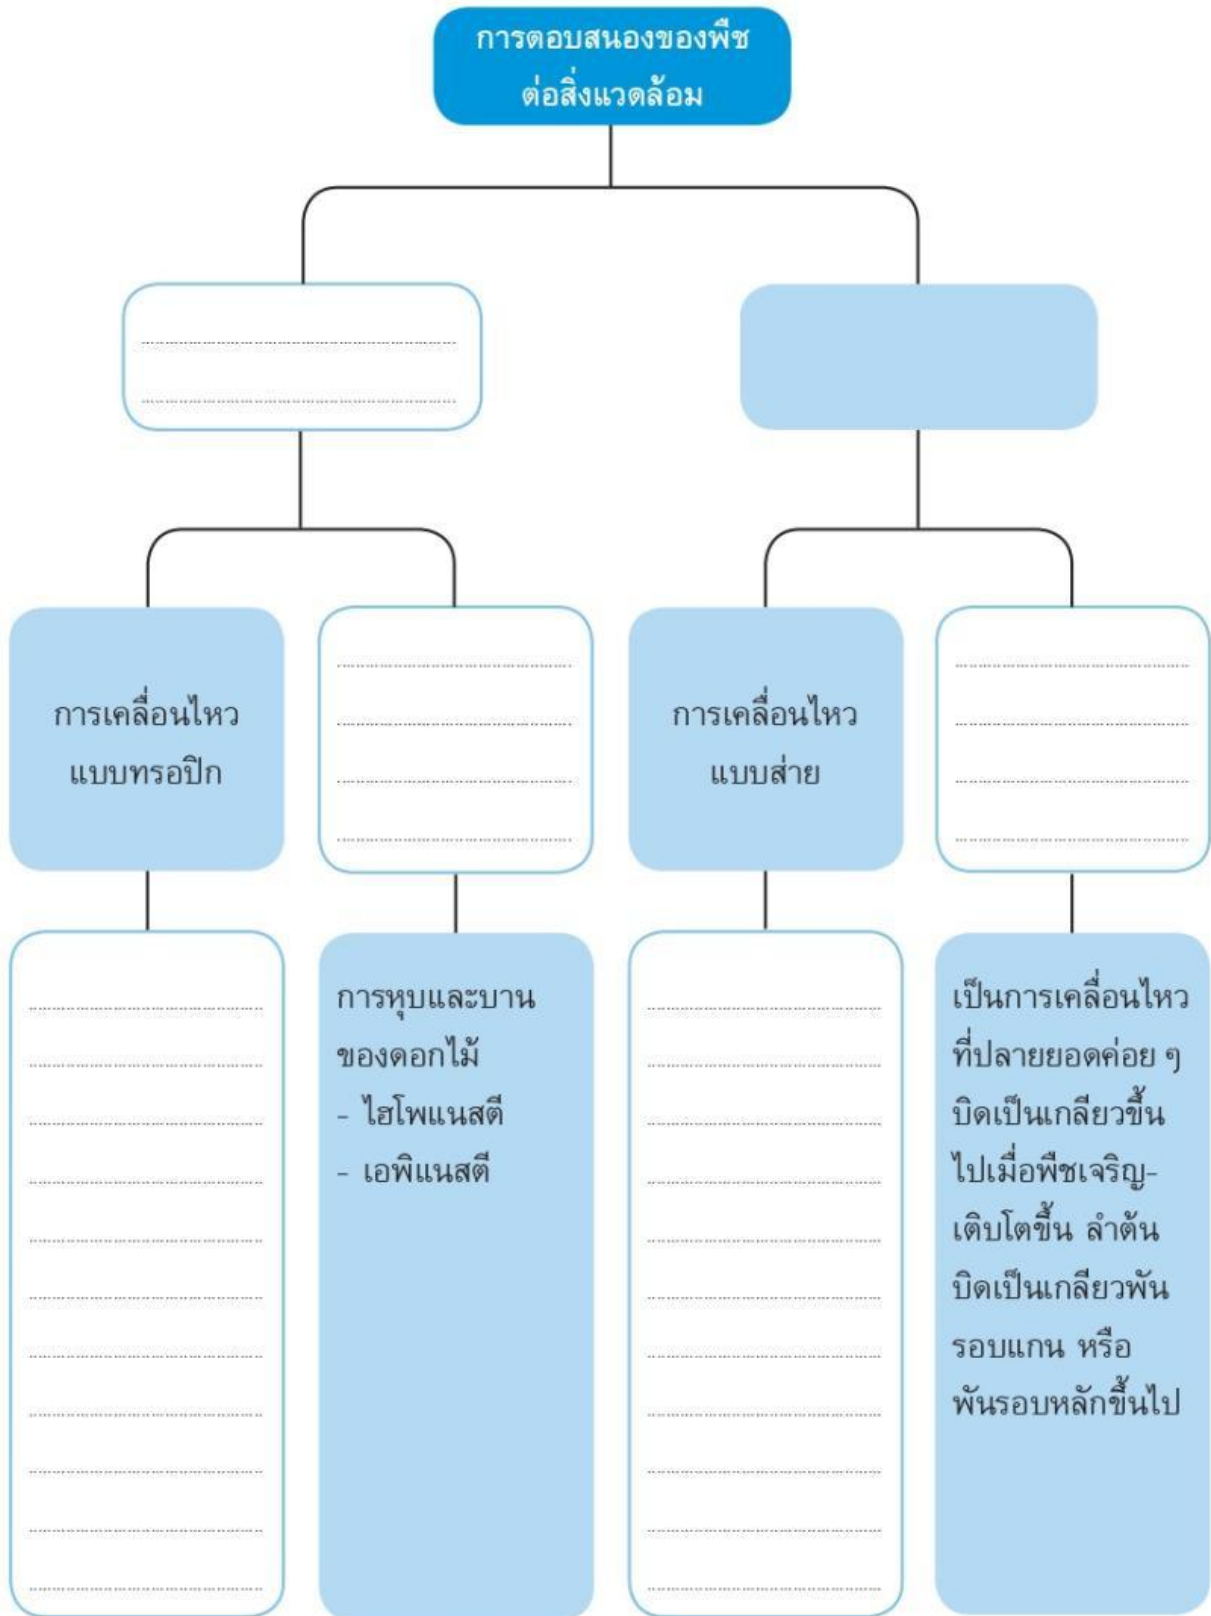 การตอบสนองของพืช
ต่อสิ่งแวดล้อม
การเคลื่อนไหว
แบบทรอปิก
การเคลื่อนไหว
แบบส่าย
การหุบและบาน
ของดอกไม้
- ไฮโพแนสตี
- เอพิแนสตี
เป็นการเคลื่อนไหว
ที่ปลายยอดค่อย ๆ
บิดเป็นเกลียวขึ้น
ไปเมื่อพืชเจริญ-
เติบโตขึ้น ลำต้น
บิดเป็นเกลียวพัน
รอบแกน หรือ
พันรอบหลักขึ้นไป